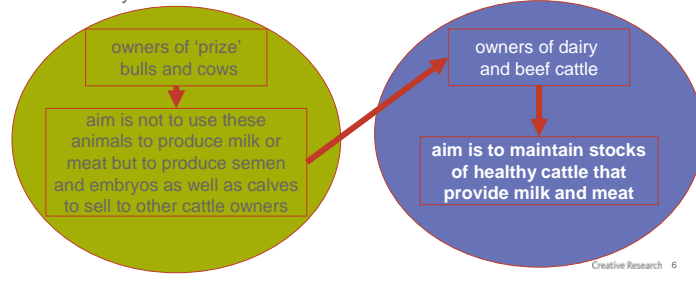 owners of ‘prize’
bulls and cows
aim is not to use these
animals to produce milk or
meat but to produce semen
and embryos as well as calves
to sell to other cattle owners
owners of dairy
and beef cattle
aim is to maintain stocks
of healthy cattle that
provide milk and meat
Creative Research 6